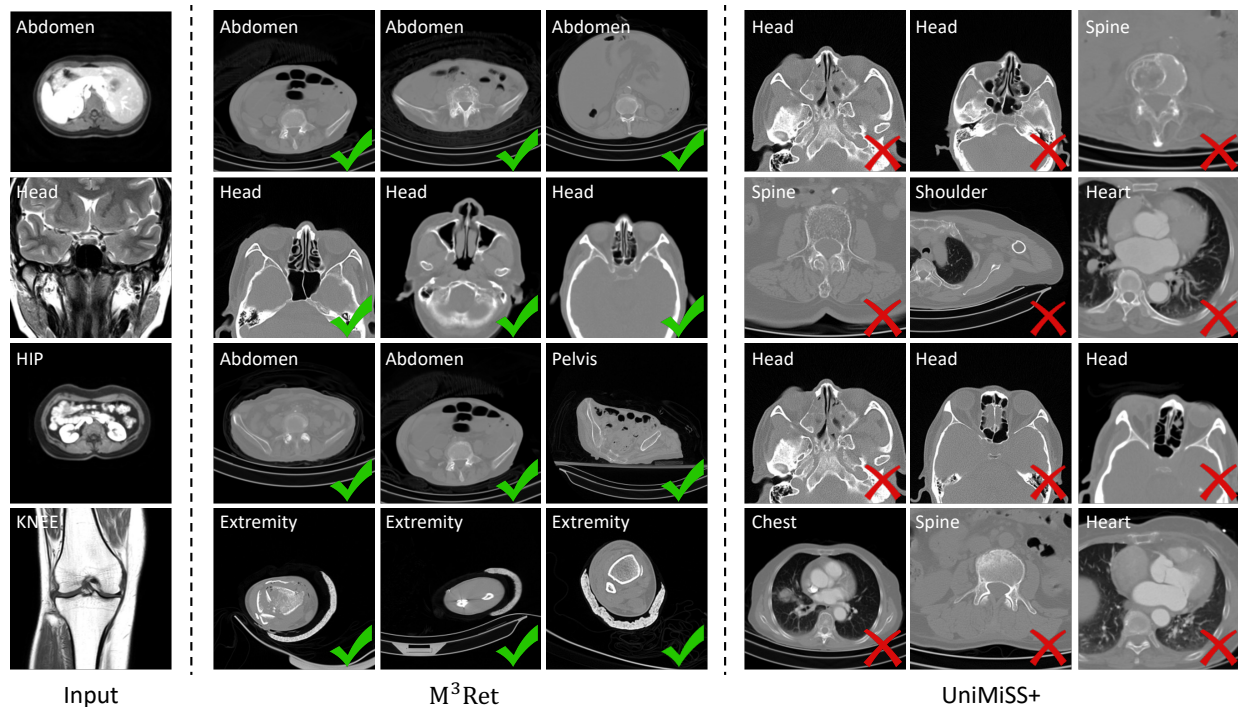 Abdomen Abdomen Abdomen Abdomen Head Head Spine
Head Head Head Head Spine Shoulder Heart
HIP Abdomen Abdomen Pelvis Head Head Head
KNEE Extremity Extremity Extremity Chest Spine Heart
Input M³Ret UniMiSS+